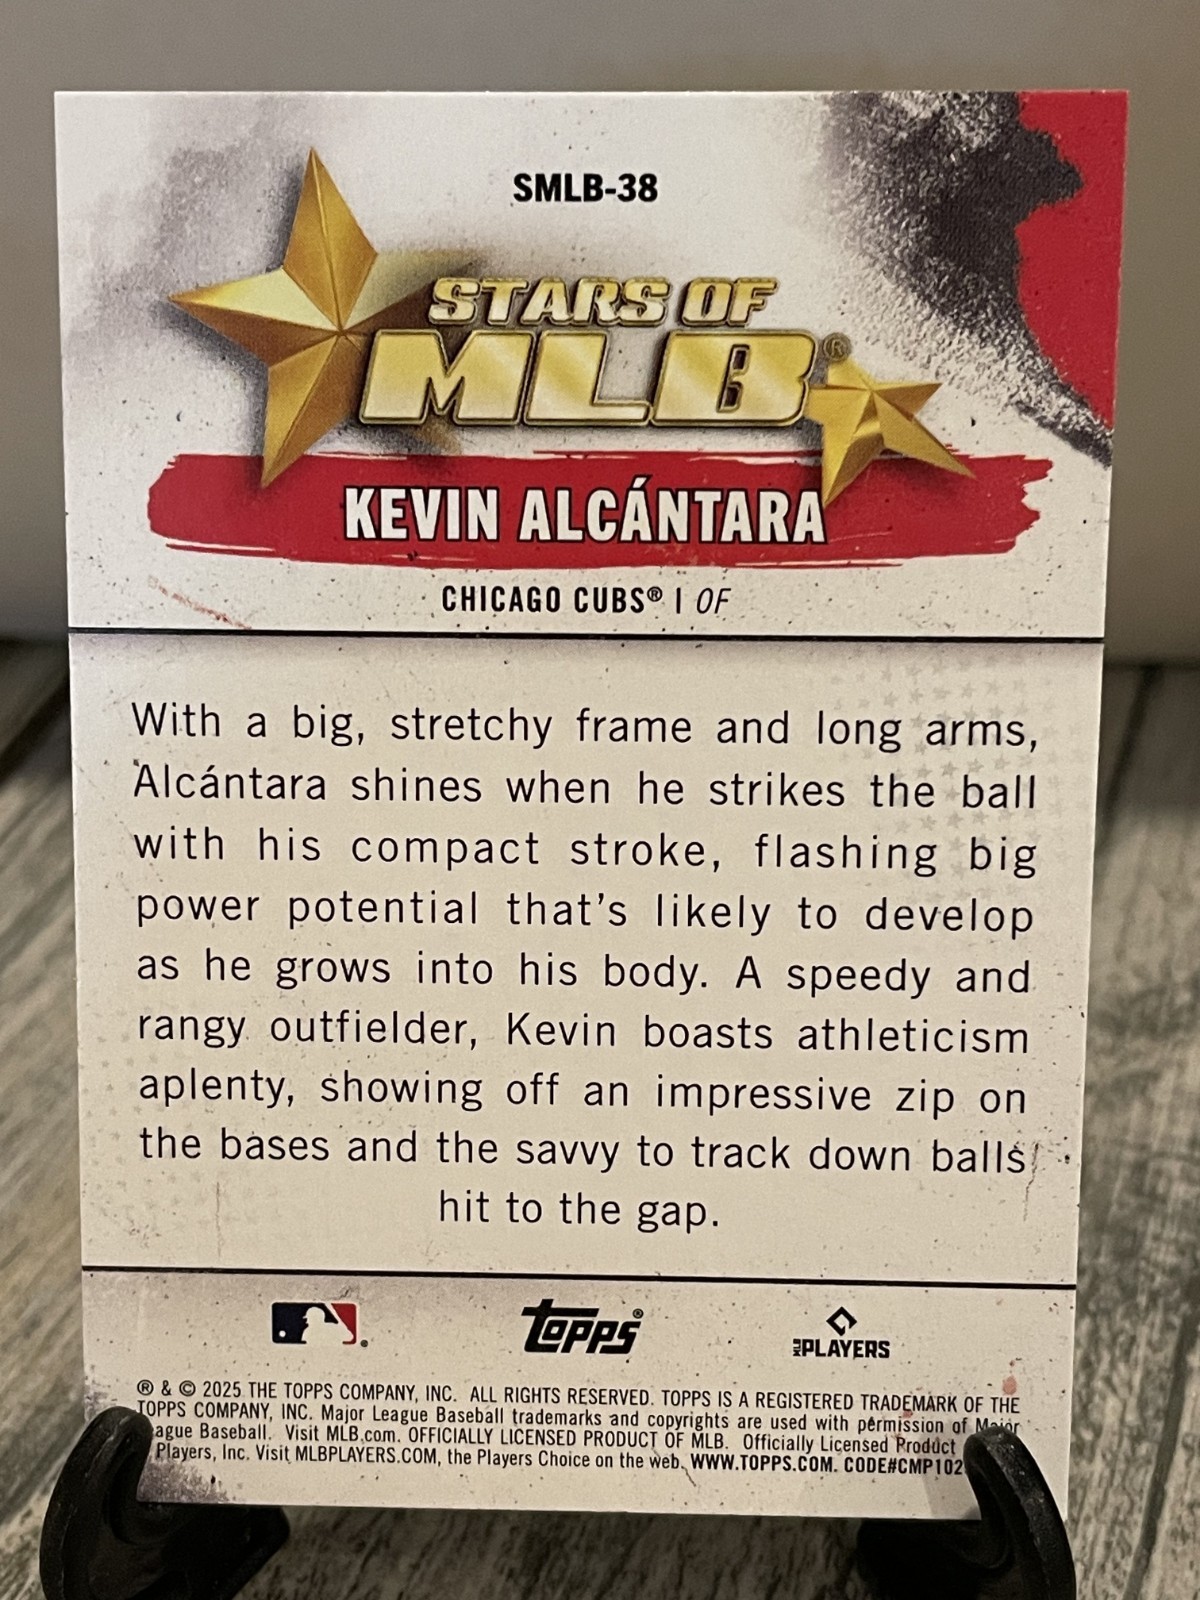 SMLB-38
STARS OF
MLB®
KEVIN ALCÁNTARA
CHICAGO CUBS® | OF
With a big, stretchy frame and long arms,
Alcántara shines when he strikes the ball
with his compact stroke, flashing big
power potential that's likely to develop
as he grows into his body. A speedy and
rangy outfielder, Kevin boasts athleticism
aplenty, showing off an impressive zip on
the bases and the savvy to track down balls
hit to the gap.
topps® PLAYERS
® & © 2025 THE TOPPS COMPANY, INC. ALL RIGHTS RESERVED. TOPPS IS A REGISTERED TRADEMARK OF THE
TOPPS COMPANY, INC. Major League Baseball trademarks and copyrights are used with permission of Major
ague Baseball. Visit MLB.com. OFFICIALLY LICENSED PRODUCT OF MLB. Officially Licensed Product
Players, Inc. Visit MLBPLAYERS.COM, the Players Choice on the web. WWW.TOPPS.COM. CODE#CMP102